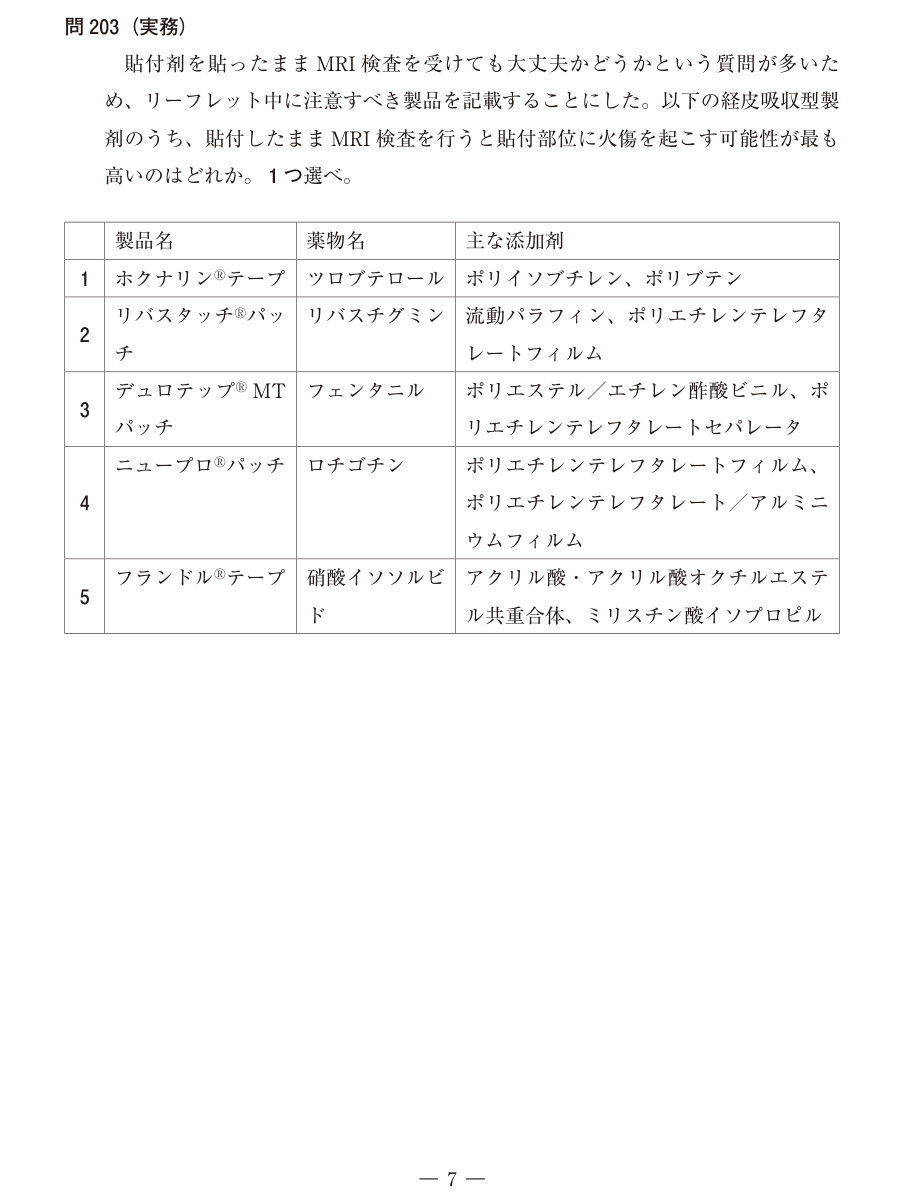 問 203（実務）
貼付剤を貼ったまま MRI 検査を受けても大丈夫かどうかという質問が多いた
め、リーフレット中に注意すべき製品を記載することにした。以下の経皮吸収型製
剤のうち、貼付したまま MRI 検査を行うと貼付部位に火傷を起こす可能性が最も
高いのはどれか。１つ選べ。
製品名 薬物名 主な添加剤
1 ホクナリン®テープ ツロブテロール ポリイソブチレン、ポリブテン
2 リバスタッチ®パッ リバスチグミン 流動パラフィン、ポリエチレンテレフタ
チ レートフィルム
3 デュロテップ® MT フェンタニル ポリエステル／エチレン酢酸ビニル、ポ
パッチ リエチレンテレフタレートセパレータ
4 ニュープロ®パッチ ロチゴチン ポリエチレンテレフタレートフィルム、
ポリエチレンテレフタレート／アルミニ
ウムフィルム
5 フランドル®テープ 硝酸イソソルビ アクリル酸・アクリル酸オクチルエステ
ド ル共重合体、ミリスチン酸イソプロピル
— 7 —